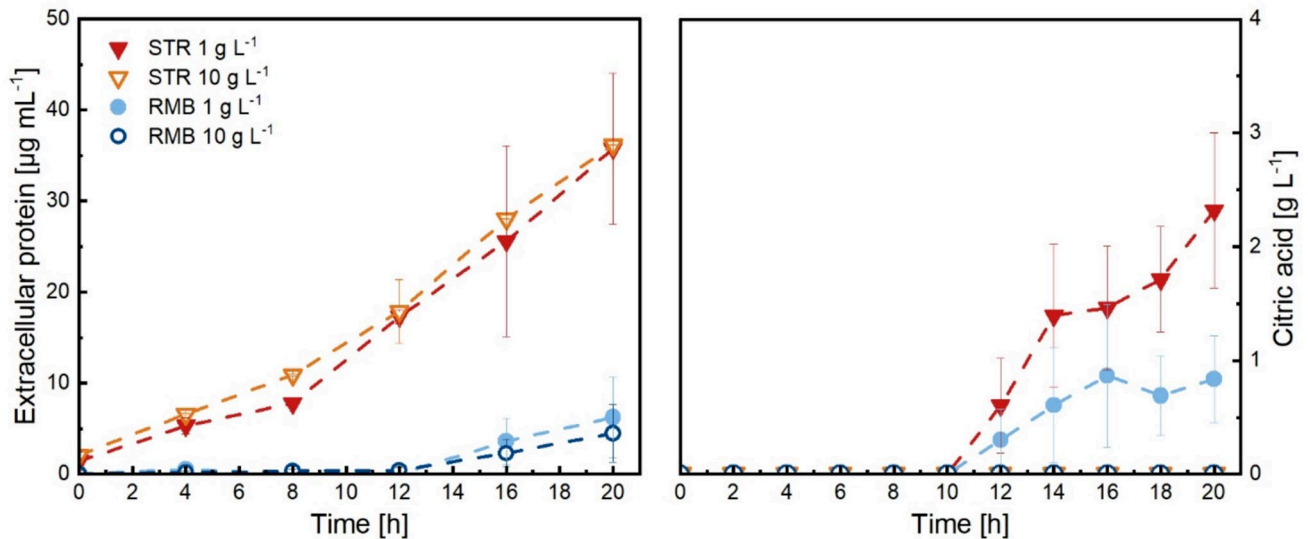 50
40
30
20
10
0
Extracellular protein [µg mL⁻¹]
STR 1 g L⁻¹
STR 10 g L⁻¹
RMB 1 g L⁻¹
RMB 10 g L⁻¹
0 2 4 6 8 10 12 14 16 18 20
Time [h]
4
3
2
1
0
Citric acid [g L⁻¹]
0 2 4 6 8 10 12 14 16 18 20
Time [h]